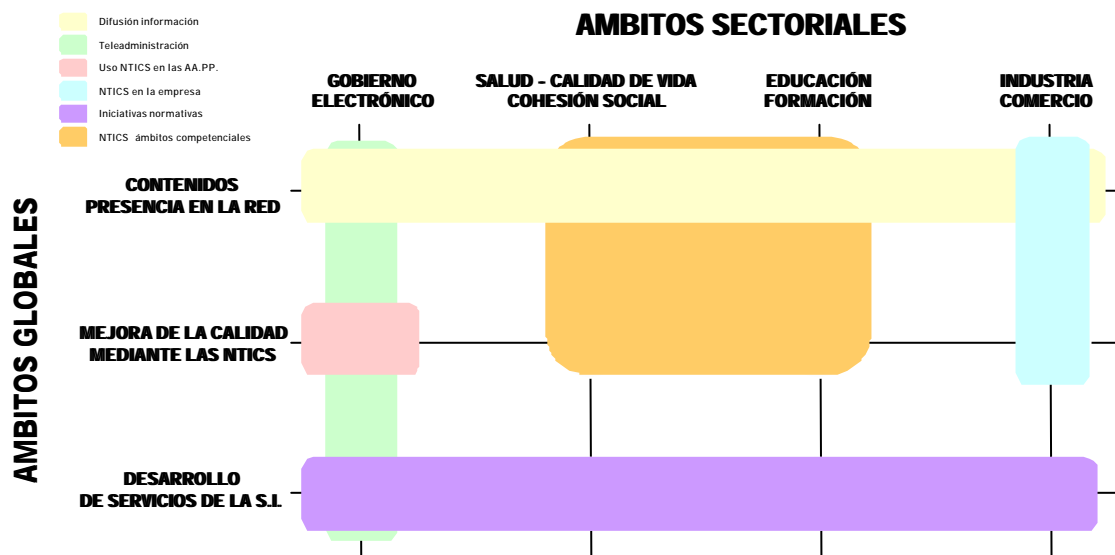 AMBITOS SECTORIALES
Difusión información
Teleadministración
Uso NTICS en las AA.PP.
NTICS en la empresa
Iniciativas normativas
NTICS ámbitos competenciales
GOBIERNO
ELECTRÓNICO
SALUD - CALIDAD DE VIDA
COHESIÓN SOCIAL
EDUCACIÓN
FORMACIÓN
INDUSTRIA
COMERCIO
AMBITOS GLOBALES
CONTENIDOS
PRESENCIA EN LA RED
MEJORA DE LA CALIDAD
MEDIANTE LAS NTICS
DESARROLLO
DE SERVICIOS DE LA S.I.